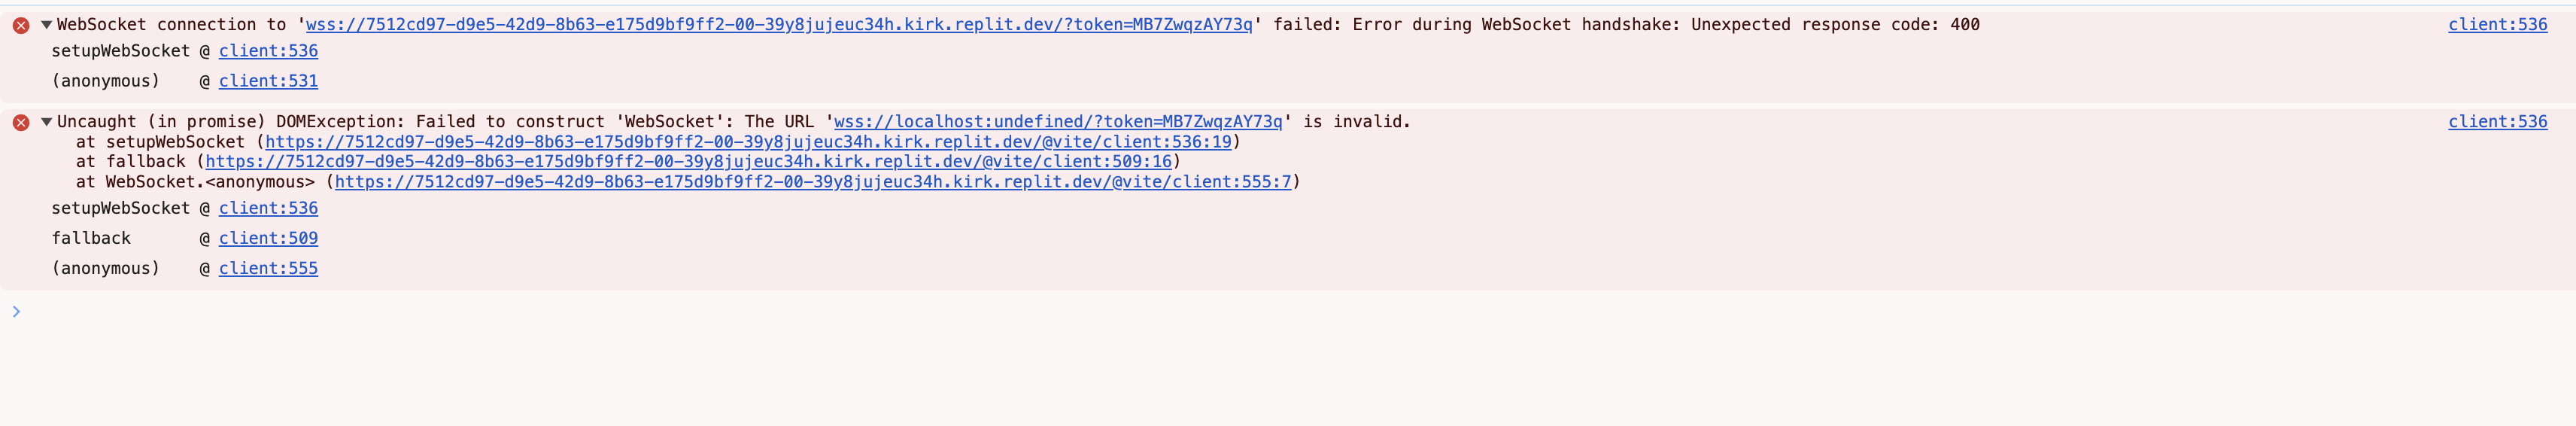 WebSocket connection to 'wss://7512cd97-d9e5-42d9-8b63-e175d9bf9ff2-00-39y8jujeuc34h.kirk.replit.dev/?token=MB7ZwqzAY73q' failed: Error during WebSocket handshake: Unexpected response code: 400 client:536
setupWebSocket @ client:536
(anonymous) @ client:531
Uncaught (in promise) DOMException: Failed to construct 'WebSocket': The URL 'wss://localhost:undefined/?token=MB7ZwqzAY73q' is invalid. client:536
at setupWebSocket (https://7512cd97-d9e5-42d9-8b63-e175d9bf9ff2-00-39y8jujeuc34h.kirk.replit.dev/@vite/client:536:19)
at fallback (https://7512cd97-d9e5-42d9-8b63-e175d9bf9ff2-00-39y8jujeuc34h.kirk.replit.dev/@vite/client:509:16)
at WebSocket.<anonymous> (https://7512cd97-d9e5-42d9-8b63-e175d9bf9ff2-00-39y8jujeuc34h.kirk.replit.dev/@vite/client:555:7)
setupWebSocket @ client:536
fallback @ client:509
(anonymous) @ client:555